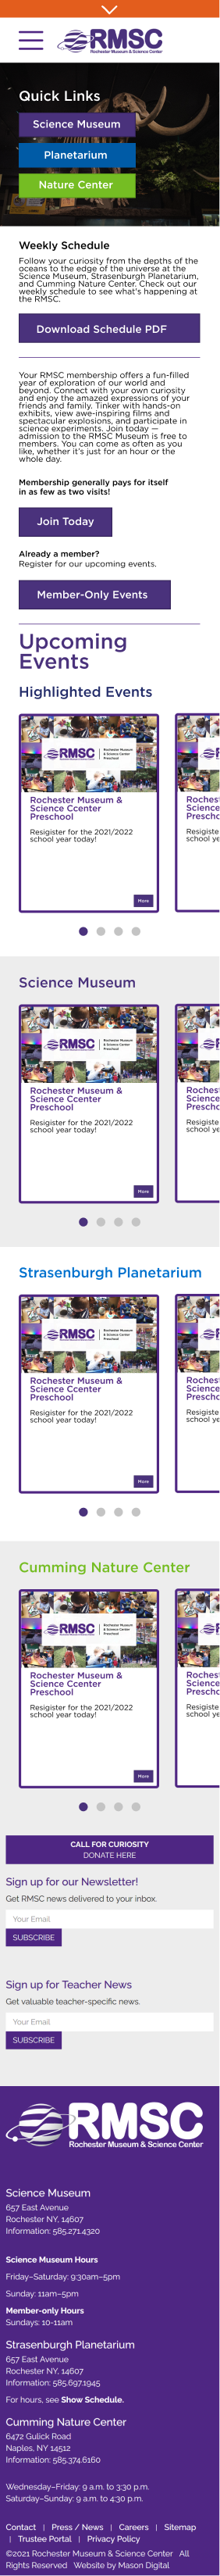 RMSC
Rochester Museum & Science Center
Quick Links
Science Museum
Planetarium
Nature Center
Weekly Schedule
Follow your curiosity from the depths of the
oceans to the edge of the universe at the
Science Museum, Strasenburgh Planetarium,
and Cumming Nature Center. Check out our
weekly schedule to see what's happening at
the RMSC.
Download Schedule PDF
Your RMSC membership offers a fun-filled
year of exploration of our world and
beyond. Connect with your own curiosity
and enjoy the amazed expressions of your
friends and family. Tinker with hands-on
exhibits, view awe-inspiring films and
spectacular explosions, and participate in
science experiments. Join today —
admission to the RMSC Museum is free to
members. You can come as often as you
like, whether it's just for an hour or the
whole day.
Membership generally pays for itself
in as few as two visits!
Join Today
Already a member?
Register for our upcoming events.
Member-Only Events
Upcoming
Events
Highlighted Events
RMSC
Rochester Museum
& Science Center
Preschool
Rochester Museum &
Science Ccenter
Preschool
Resigister for the 2021/2022
school year today!
More
Rochest
Science
Prescho
Resigiste
school ye
Science Museum
RMSC
Rochester Museum
& Science Center
Preschool
Rochester Museum &
Science Ccenter
Preschool
Resigister for the 2021/2022
school year today!
More
Rochest
Science
Prescho
Resigiste
school ye
Strasenburgh Planetarium
RMSC
Rochester Museum
& Science Center
Preschool
Rochester Museum &
Science Ccenter
Preschool
Resigister for the 2021/2022
school year today!
More
Rochest
Science
Prescho
Resigiste
school ye
Cumming Nature Center
RMSC
Rochester Museum
& Science Center
Preschool
Rochester Museum &
Science Ccenter
Preschool
Resigister for the 2021/2022
school year today!
More
Rochest
Science
Prescho
Resigiste
school ye
CALL FOR CURIOSITY
DONATE HERE
Sign up for our Newsletter!
Get RMSC news delivered to your inbox.
Your Email
SUBSCRIBE
Sign up for Teacher News
Get valuable teacher-specific news.
Your Email
SUBSCRIBE
RMSC
Rochester Museum & Science Center
Science Museum
657 East Avenue
Rochester NY, 14607
Information: 585.271.4320
Science Museum Hours
Friday–Saturday: 9:30am–5pm
Sunday: 11am–5pm
Member-only Hours
Sundays: 10-11am
Strasenburgh Planetarium
657 East Avenue
Rochester NY, 14607
Information: 585.697.1945
For hours, see Show Schedule.
Cumming Nature Center
6472 Gulick Road
Naples, NY 14512
Information: 585.374.6160
Wednesday–Friday: 9 a.m. to 3:30 p.m.
Saturday–Sunday: 9 a.m. to 4:30 p.m.
Contact | Press / News | Careers | Sitemap
| Trustee Portal | Privacy Policy
©2021 Rochester Museum & Science Center All
Rights Reserved Website by Mason Digital